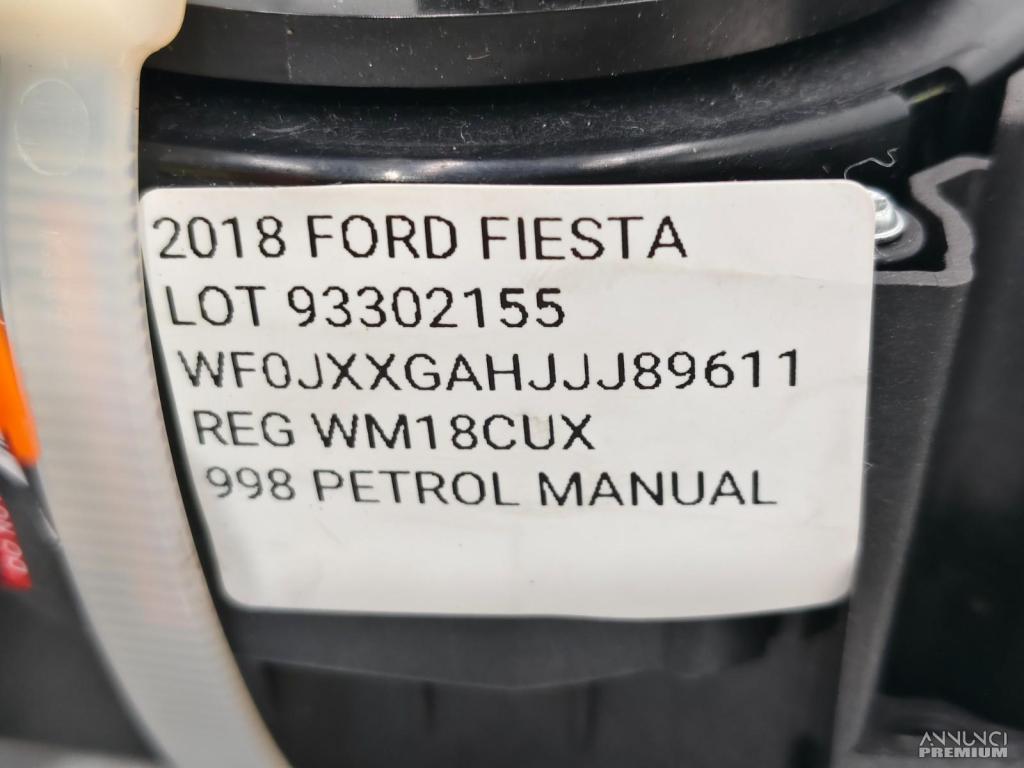 2018 FORD FIESTA
LOT 93302155
WF0JXXGAHJJJ89611
REG WM18CUX
998 PETROL MANUAL
ANNUNCI
PREMIUM